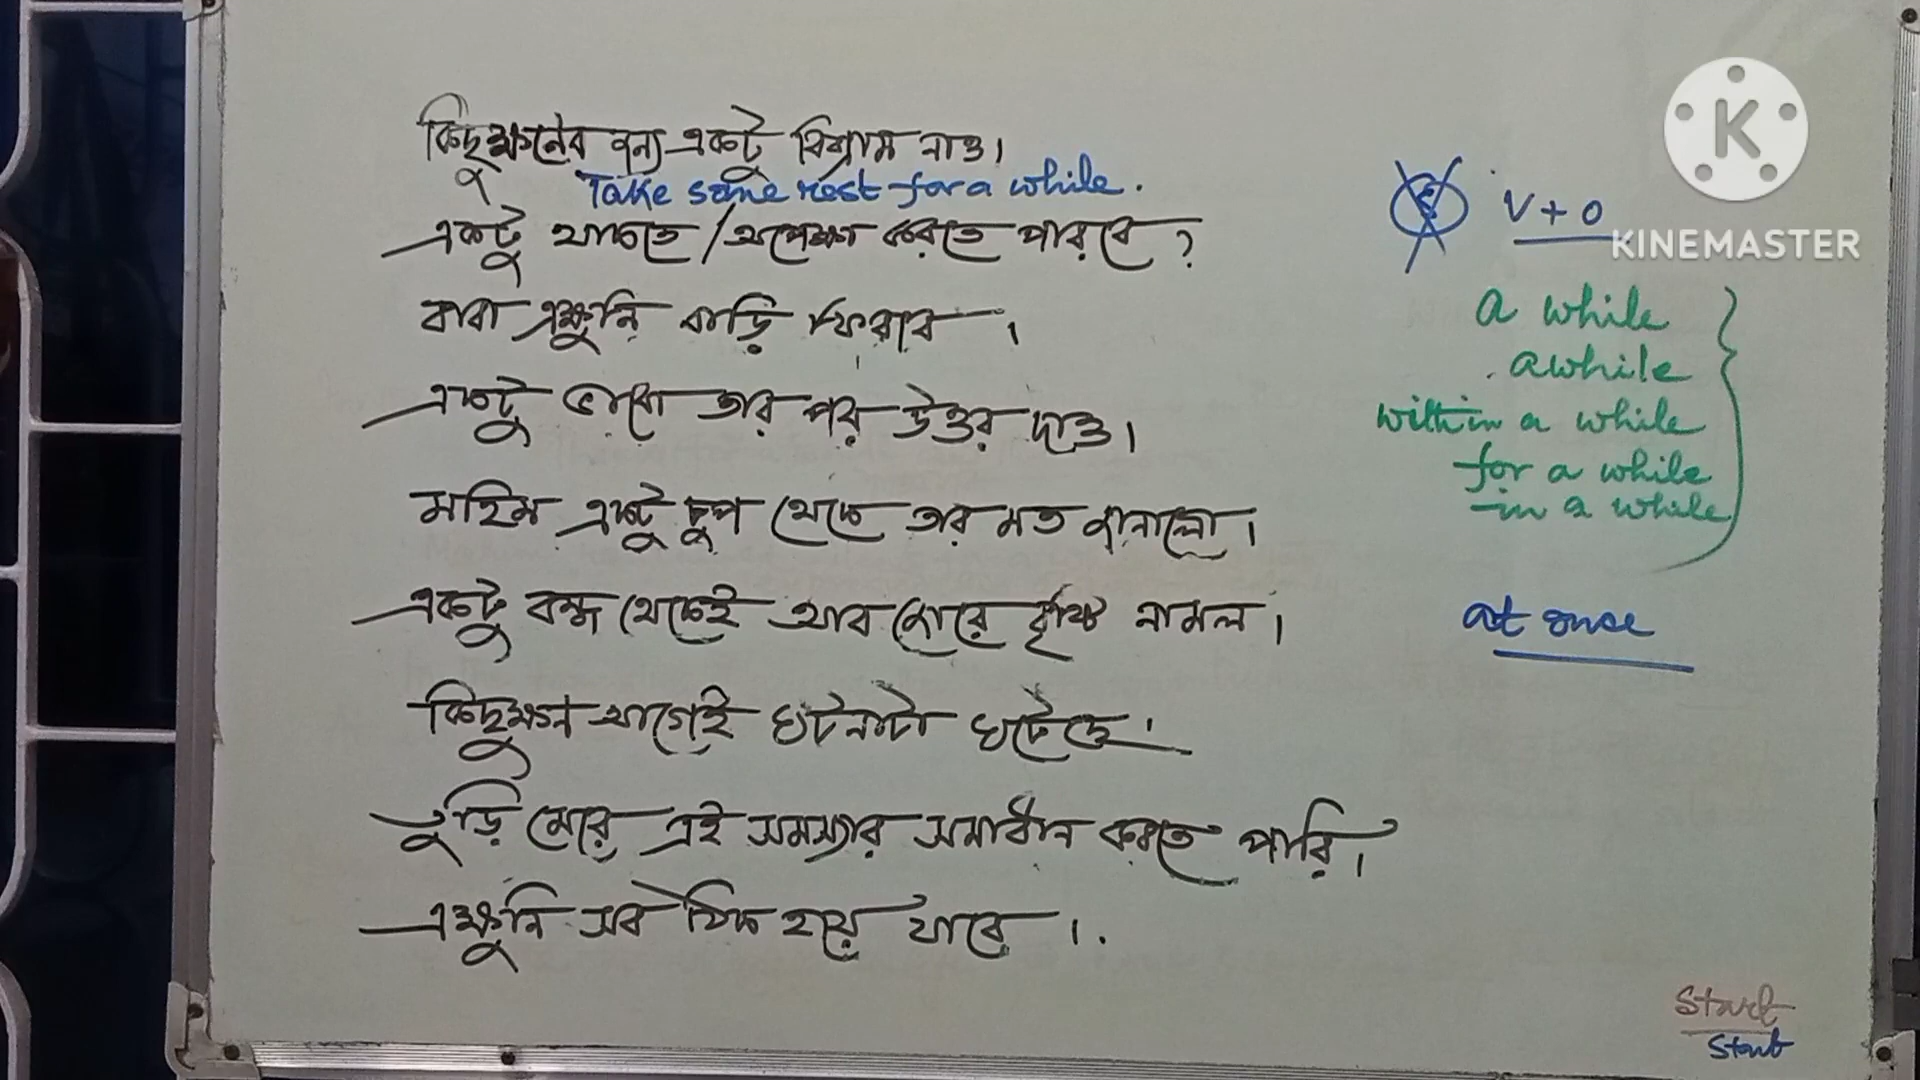 কিছুক্ষনের জন্য একটু বিশ্রাম নাও।
Take some rest for a while.
একটু থাকতে / অপেক্ষা করতে পারবে ?
বাবা এক্ষুনি বাড়ি ফিরবে ।
একটু ভাবো তার পর উত্তর দাও।
মহিম একটু চুপ থেকে তার মত জানালো।
একটু বন্ধ থেকেই আব জোরে বৃষ্টি নামল।
কিছুক্ষন আগেই ঘটনাটা ঘটেছে।
তুড়ি মেরে এই সমস্যার সমাধান করতে পারি।
এক্ষুনি সব ঠিক হয়ে যাবে ।
S V + O
a while
awhile
within a while
for a while
in a while
at once
Start
Start
K
KINEMASTER